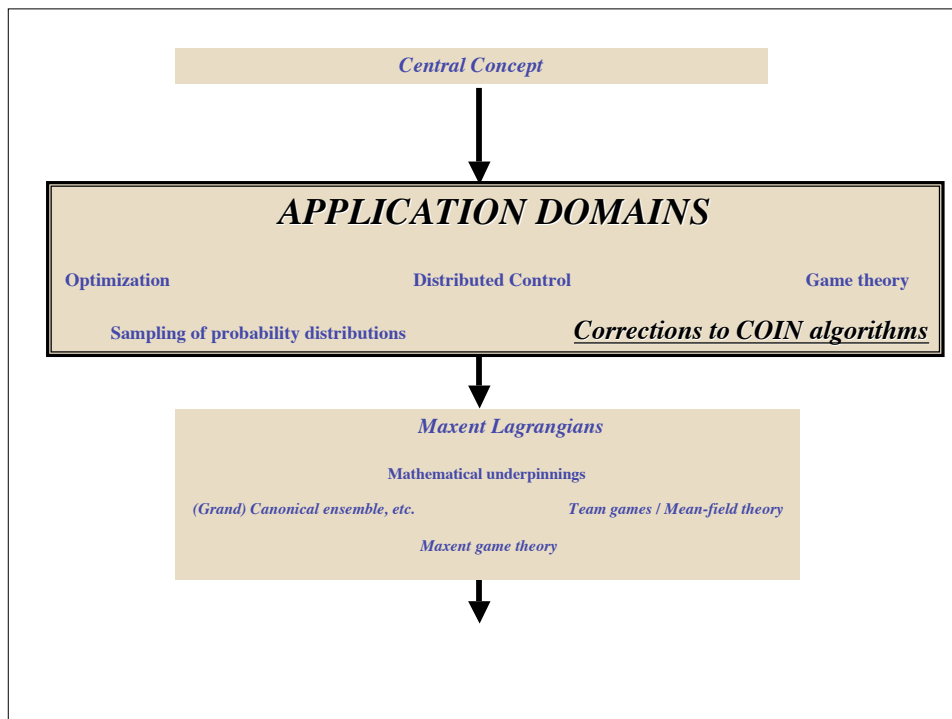 Central Concept
APPLICATION DOMAINS
Optimization Distributed Control Game theory
Sampling of probability distributions Corrections to COIN algorithms
Maxent Lagrangians
Mathematical underpinnings
(Grand) Canonical ensemble, etc. Team games / Mean-field theory
Maxent game theory